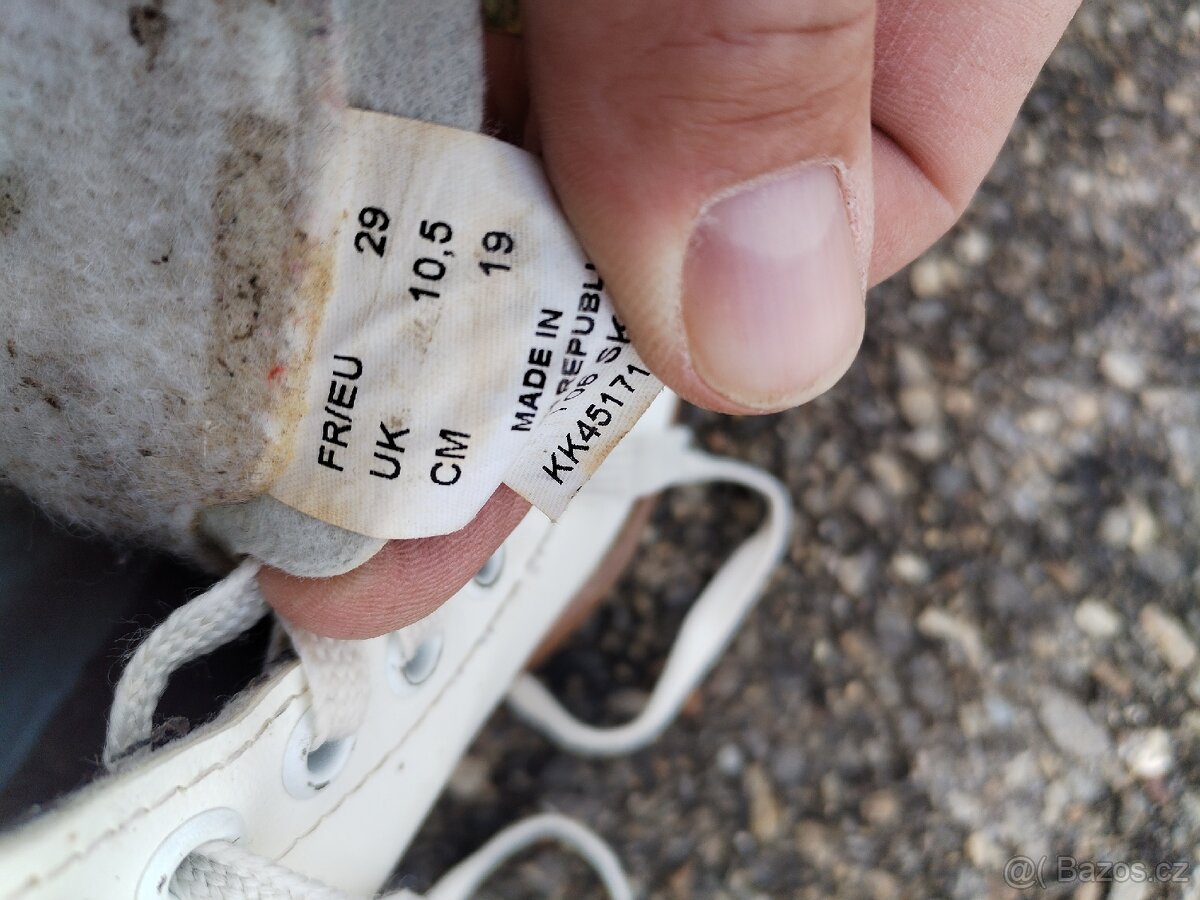 FR/EU 29
UK 10,5
CM 19
MADE IN
KK45171
@( Bazos.cz